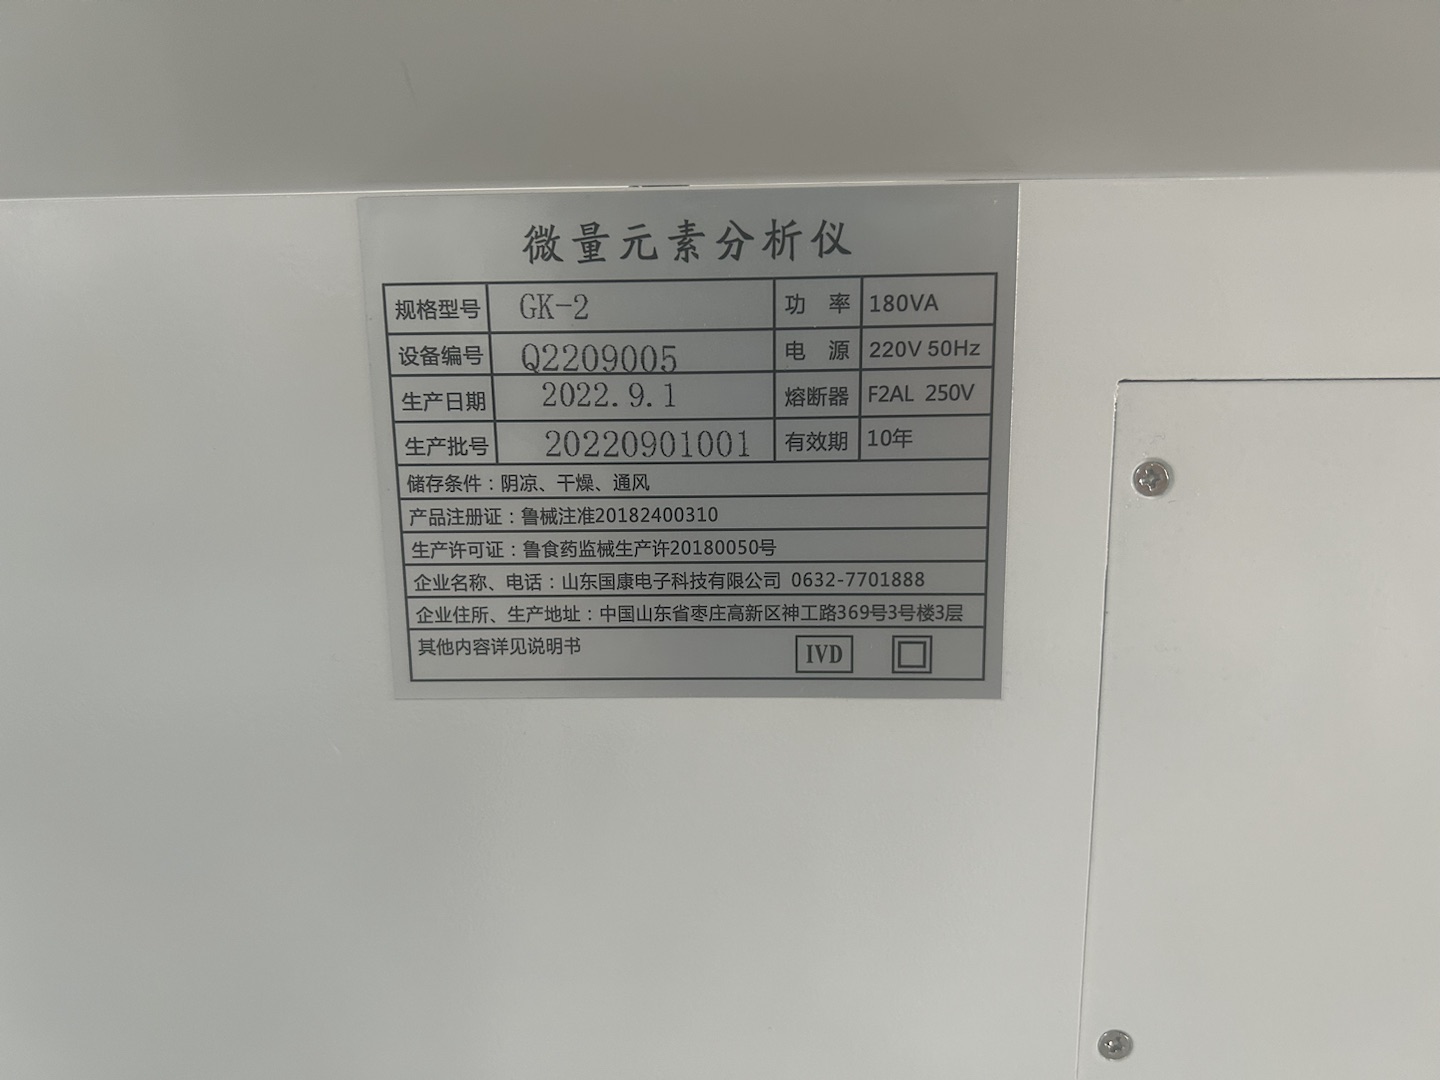 微量元素分析仪
规格型号 GK-2 功 率 180VA
设备编号 Q2209005 电 源 220V 50Hz
生产日期 2022.9.1 熔断器 F2AL 250V
生产批号 20220901001 有效期 10年
储存条件：阴凉、干燥、通风
产品注册证：鲁械注准20182400310
生产许可证：鲁食药监械生产许20180050号
企业名称、电话：山东国康电子科技有限公司 0632-7701888
企业住所、生产地址：中国山东省枣庄高新区神工路369号3号楼3层
其他内容详见说明书 IVD